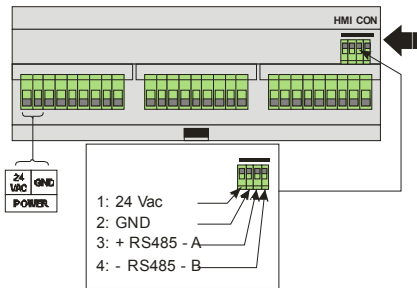 HMI CON
24 VAC
GND
POWER
1: 24 Vac
2: GND
3: + RS485 - A
4: - RS485 - B